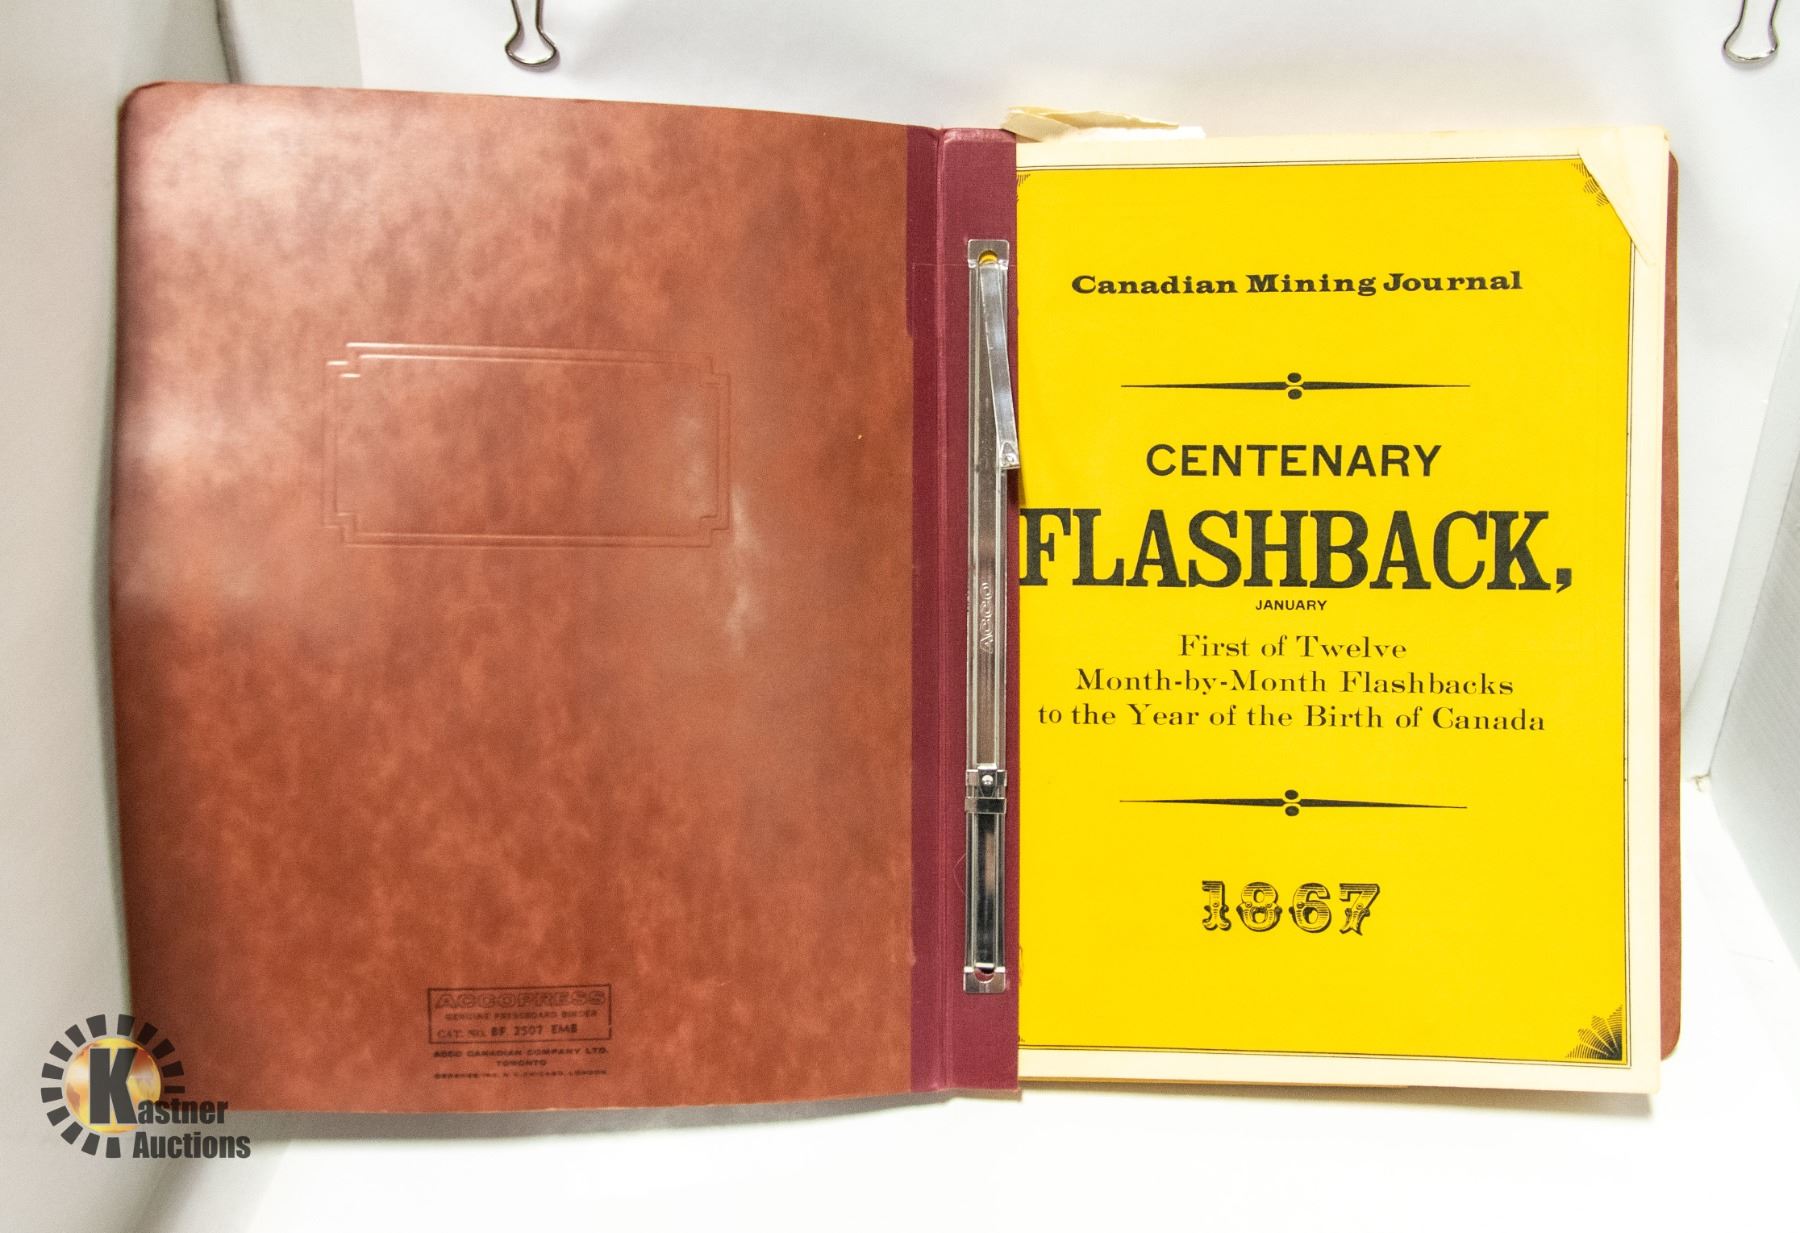 ACCOPRESS
GENUINE PRESSBOARD BINDER
CAT. NO. BF 2507 EMB
ACCO CANADIAN COMPANY LTD.
TORONTO
CHICAGO, LONDON
ACCO
Canadian Mining Journal
CENTENARY
FLASHBACK,
JANUARY
First of Twelve
Month-by-Month Flashbacks
to the Year of the Birth of Canada
1867
Kastner
Auctions